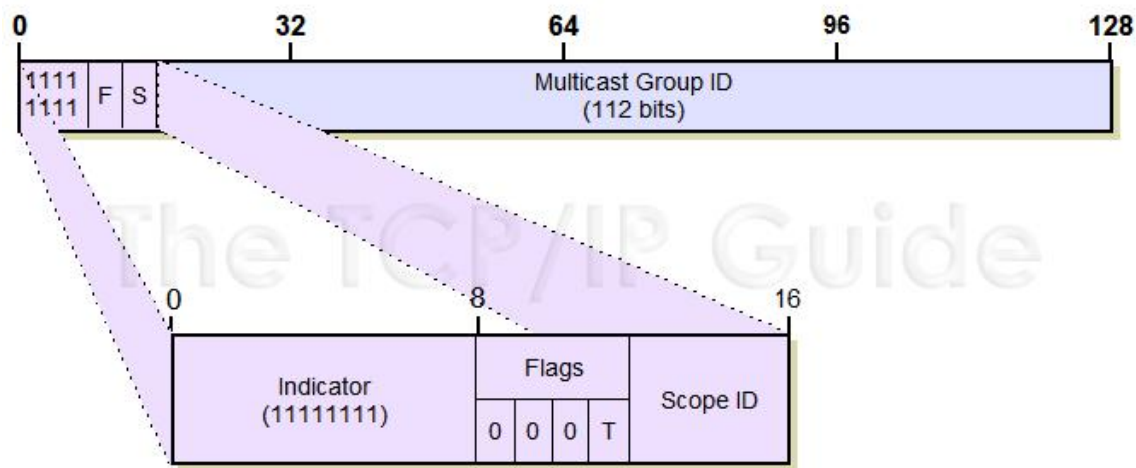 0 32 64 96 128
1111
1111
F S
Multicast Group ID
(112 bits)
The TCP/IP Guide
0 8 16
Indicator
(11111111)
Flags
0 0 0 T
Scope ID